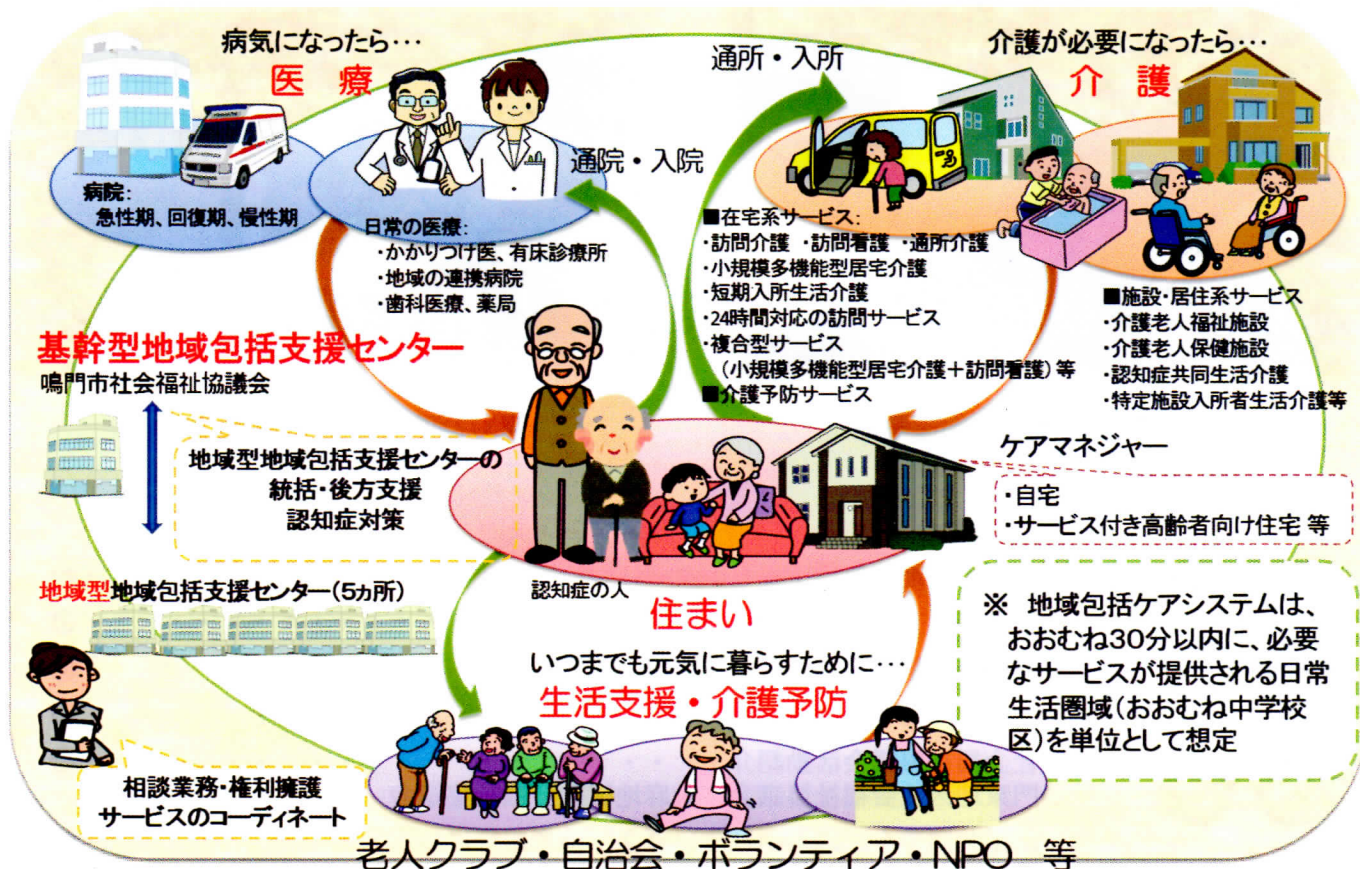 病気になったら…
医療
病院:
急性期、回復期、慢性期
日常の医療:
・かかりつけ医、有床診療所
・地域の連携病院
・歯科医療、薬局
通院・入院
通所・入所
介護が必要になったら…
介護
■在宅系サービス:
・訪問介護 ・訪問看護 ・通所介護
・小規模多機能型居宅介護
・短期入所生活介護
・24時間対応の訪問サービス
・複合型サービス
(小規模多機能型居宅介護+訪問看護)等
■介護予防サービス
■施設・居住系サービス
・介護老人福祉施設
・介護老人保健施設
・認知症共同生活介護
・特定施設入所者生活介護等
基幹型地域包括支援センター
鳴門市社会福祉協議会
地域型地域包括支援センターの
統括・後方支援
認知症対策
ケアマネジャー
・自宅
・サービス付き高齢者向け住宅 等
地域型地域包括支援センター(5ヵ所)
認知症の人
住まい
※ 地域包括ケアシステムは、
おおむね30分以内に、必要
なサービスが提供される日常
生活圏域(おおむね中学校
区)を単位として想定
いつまでも元気に暮らすために…
生活支援・介護予防
相談業務・権利擁護
サービスのコーディネート
老人クラブ・自治会・ボランティア・NPO 等